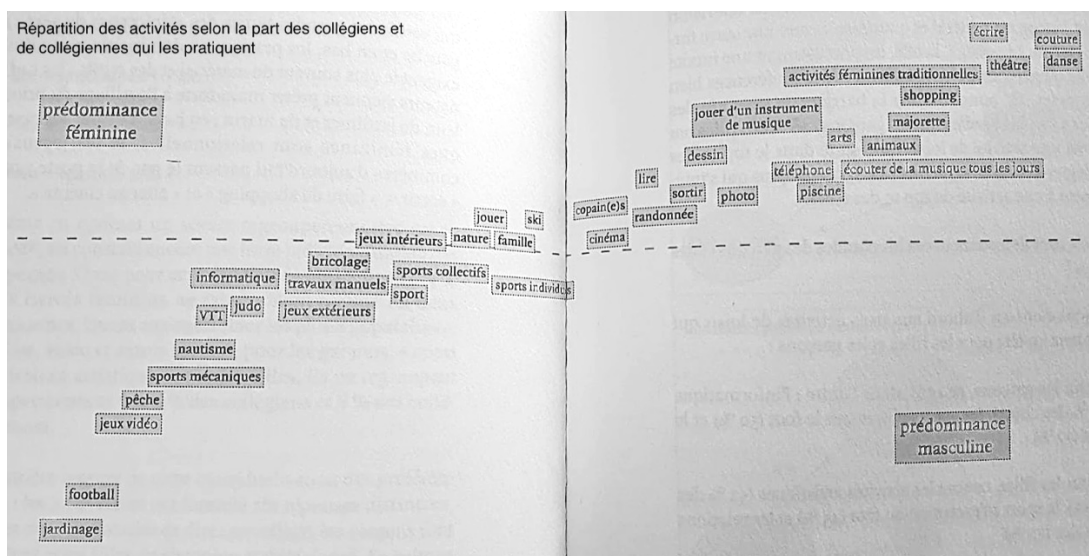 Répartition des activités selon la part des collégiens et
de collégiennes qui les pratiquent
prédominance
féminine
écrire
couture
théâtre
danse
activités féminines traditionnelles
shopping
jouer d'un instrument
de musique
majorette
arts
animaux
dessin
téléphone
écouter de la musique tous les jours
lire
sortir
photo
piscine
copain(e)s
randonnée
jouer
ski
cinéma
jeux intérieurs
nature
famille
bricolage
informatique
travaux manuels
sports collectifs
sport
sports individus
VTT
judo
jeux extérieurs
nautisme
sports mécaniques
pêche
jeux vidéo
prédominance
masculine
football
jardinage